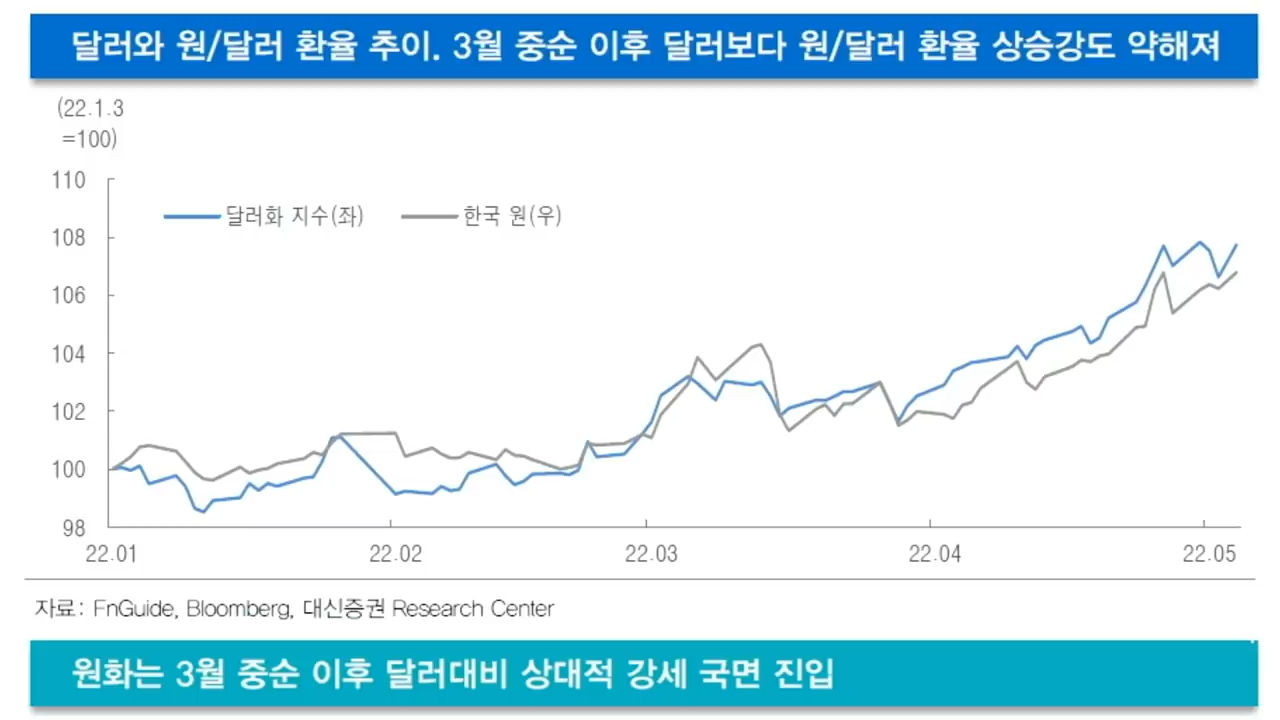 달러와 원/달러 환율 추이. 3월 중순 이후 달러보다 원/달러 환율 상승강도 약해져
(22.1.3
=100)
110
달러화 지수(좌) 한국 원(우)
108
106
104
102
100
98
22.01 22.02 22.03 22.04 22.05
자료: FnGuide, Bloomberg, 대신증권 Research Center
원화는 3월 중순 이후 달러대비 상대적 강세 국면 진입